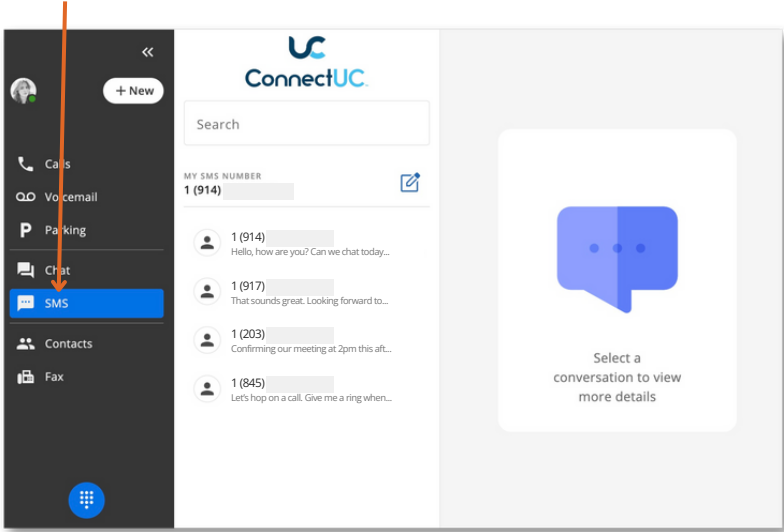 + New
Calls
Voicemail
P Parking
Chat
SMS
Contacts
Fax
UC
ConnectUC
Search
MY SMS NUMBER
1 (914)
1 (914)
Hello, how are you? Can we chat today...
1 (917)
That sounds great. Looking forward to...
1 (203)
Confirming our meeting at 2pm this aft...
1 (845)
Let's hop on a call. Give me a ring when...
Select a
conversation to view
more details